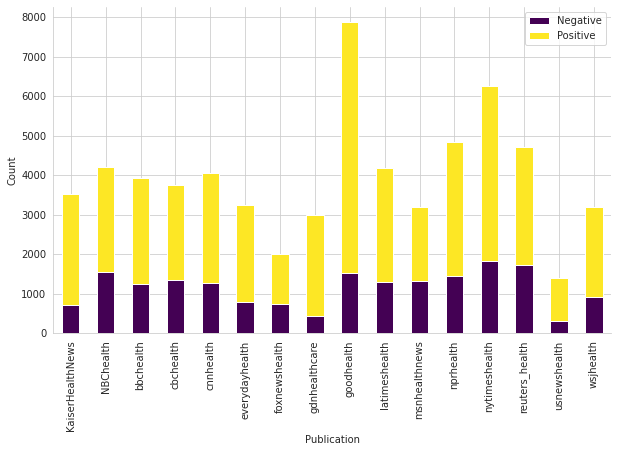 Negative
Positive
8000
7000
6000
5000
4000
3000
2000
1000
0
Count
KaiserHealthNews
NBChealth
bbchealth
cbchealth
cnnhealth
everydayhealth
foxnewshealth
gdnhealthcare
goodhealth
latimeshealth
msnhealthnews
nprhealth
nytimeshealth
reuters_health
usnewshealth
wsjhealth
Publication